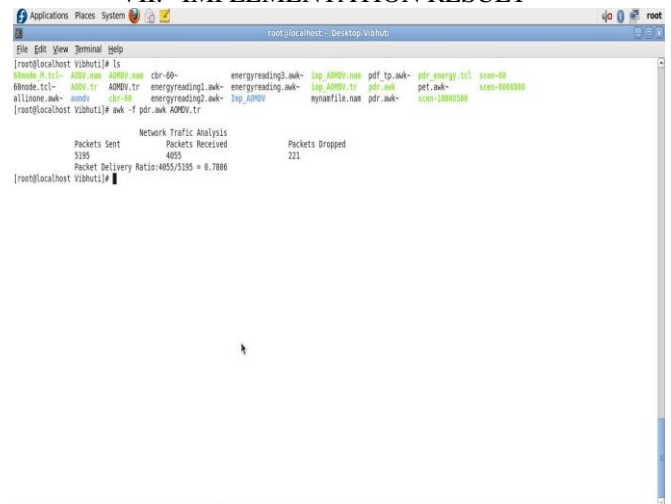 VII. IMPLEMENTATION RESULT
Applications Places System root
root@localhost:~/Desktop/Vibhuti
File Edit View Terminal Help
[root@localhost Vibhuti]# ls
60node_M.tcl~ AODV.nam AOMDV.nam cbr-60~ energyreading3.awk~ imp_AOMDV.nam pdf_tp.awk~ pdr_energy.tcl scen-60
60node.tcl~ AODV.tr AOMDV.tr energyreading1.awk~ energyreading.awk~ imp_AOMDV.tr pdr.awk pet.awk~ scen-800X800
allinone.awk~ aomdv cbr-60 energyreading2.awk~ Imp_AOMDV mynamfile.nam pdr.awk~ scen-1000X500
[root@localhost Vibhuti]# awk -f pdr.awk AOMDV.tr
Network Trafic Analysis
Packets Sent Packets Received Packets Dropped
5195 4055 221
Packet Delivery Ratio:4055/5195 = 0.7806
[root@localhost Vibhuti]#